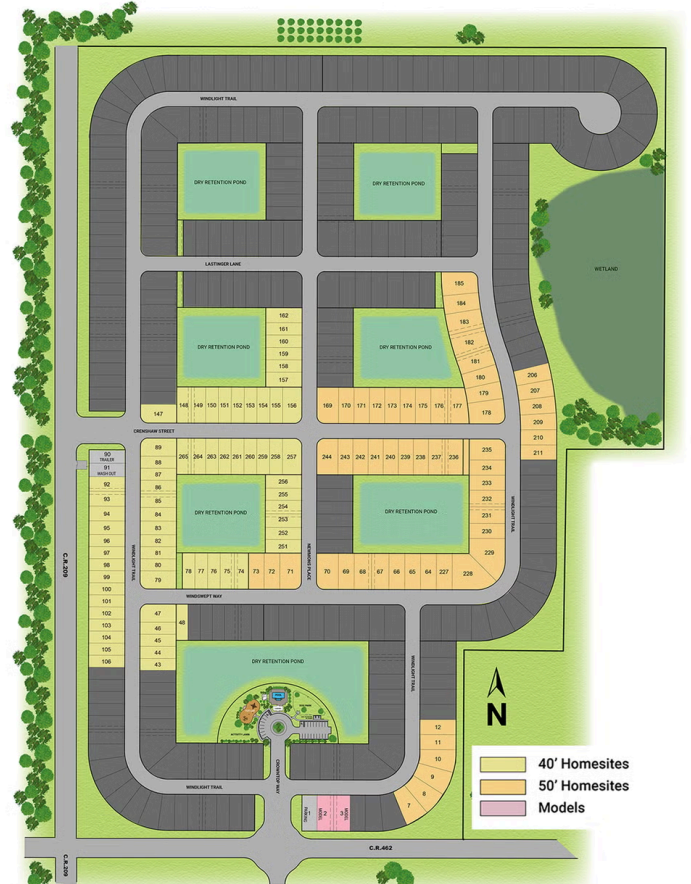 WINDLIGHT TRAIL
DRY RETENTION POND
DRY RETENTION POND
WETLAND
LASTINGER LANE
185
184
183
182
181
180
179
178
162
161
160
159
158
157
DRY RETENTION POND
DRY RETENTION POND
147
148 149 150 151 152 153 154 155 156
169 170 171 172 173 174 175 176 177
206
207
208
209
210
211
CRENSHAW STREET
90
TRAILER
91
WASH OUT
92
93
94
95
96
97
98
99
100
101
102
103
104
105
106
89
88
87
86
85
84
83
82
81
80
79
265 264 263 262 261 260 259 258 257
244 243 242 241 240 239 238 237 236
235
234
233
232
231
230
229
228
256
255
254
253
252
251
DRY RETENTION POND
DRY RETENTION POND
78 77 76 75 74 73 72 71
70 69 68 67 66 65 64 227
C.R.209
WINDLIGHT TRAIL
WINDLIGHT TRAIL
WINDSWEPT WAY
47
46
45
44
43
48
DRY RETENTION POND
WINDLIGHT TRAIL
12
11
10
9
8
7
CROWNTOP WAY
WINDLIGHT TRAIL
PARKING
1
MODEL
2
MODEL
C.R.462
C.R.209
N
40’ Homesites
50’ Homesites
Models